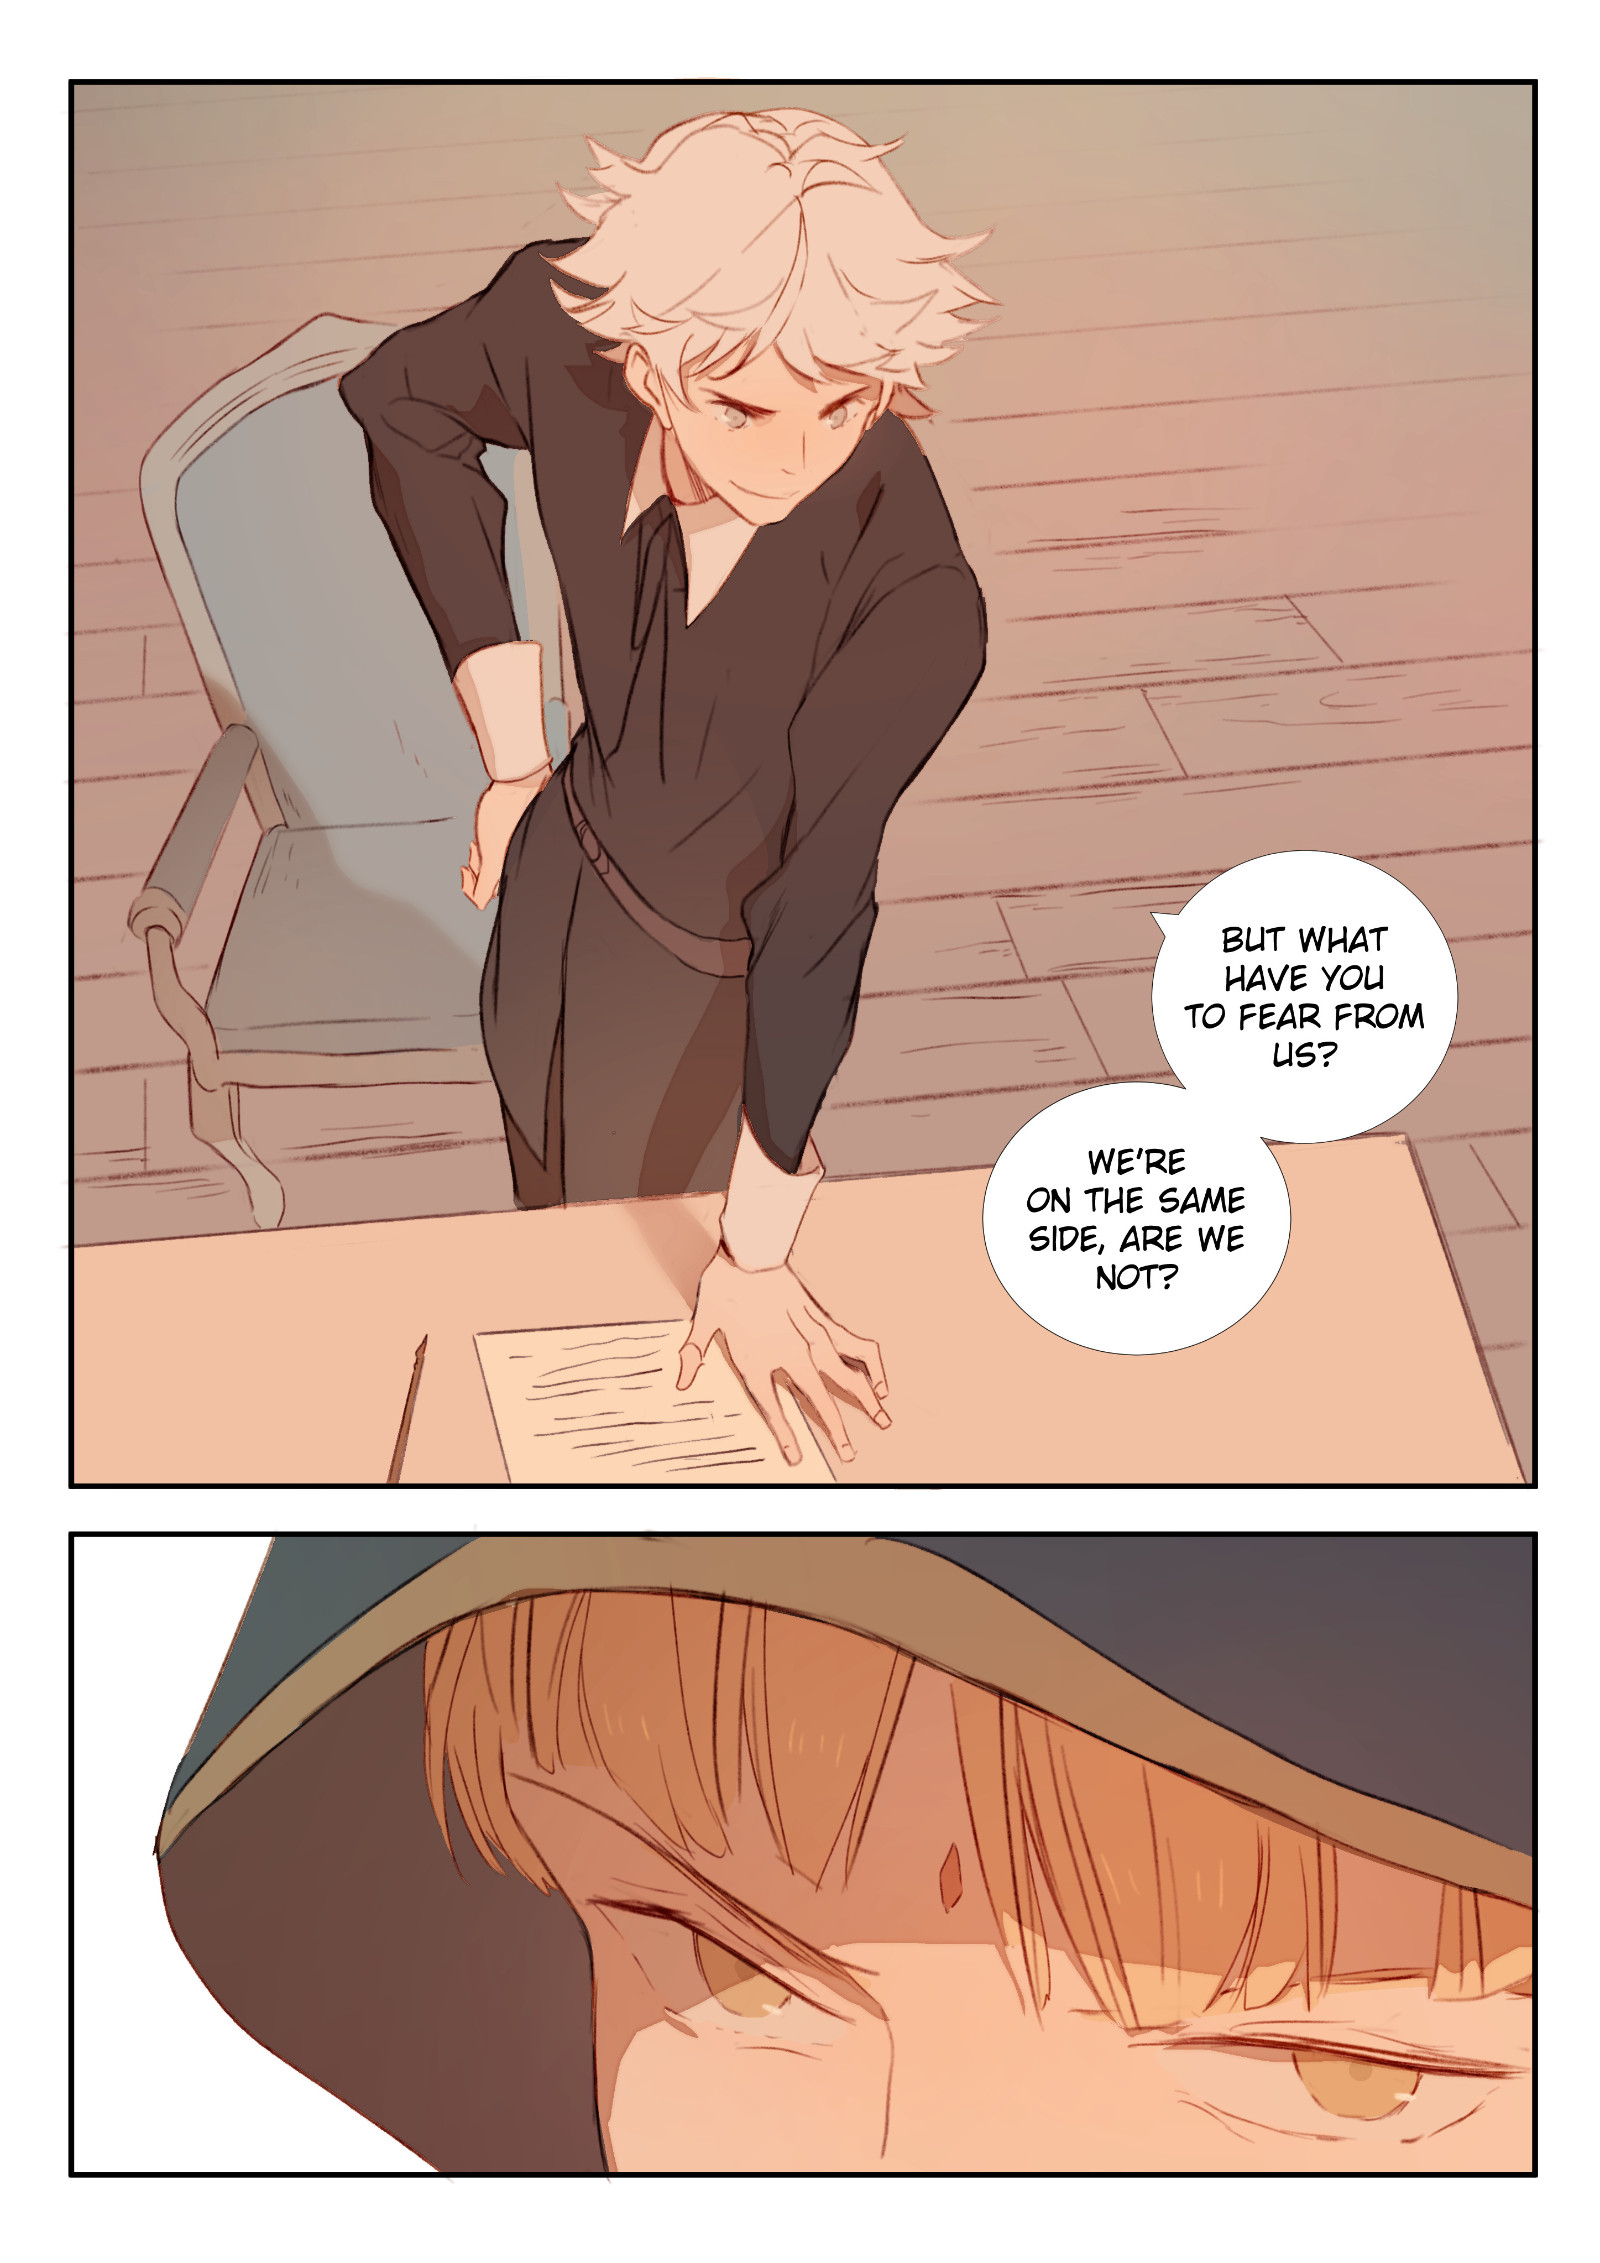 BUT WHAT
HAVE YOU
TO FEAR FROM
US?
WE'RE
ON THE SAME
SIDE, ARE WE
NOT?